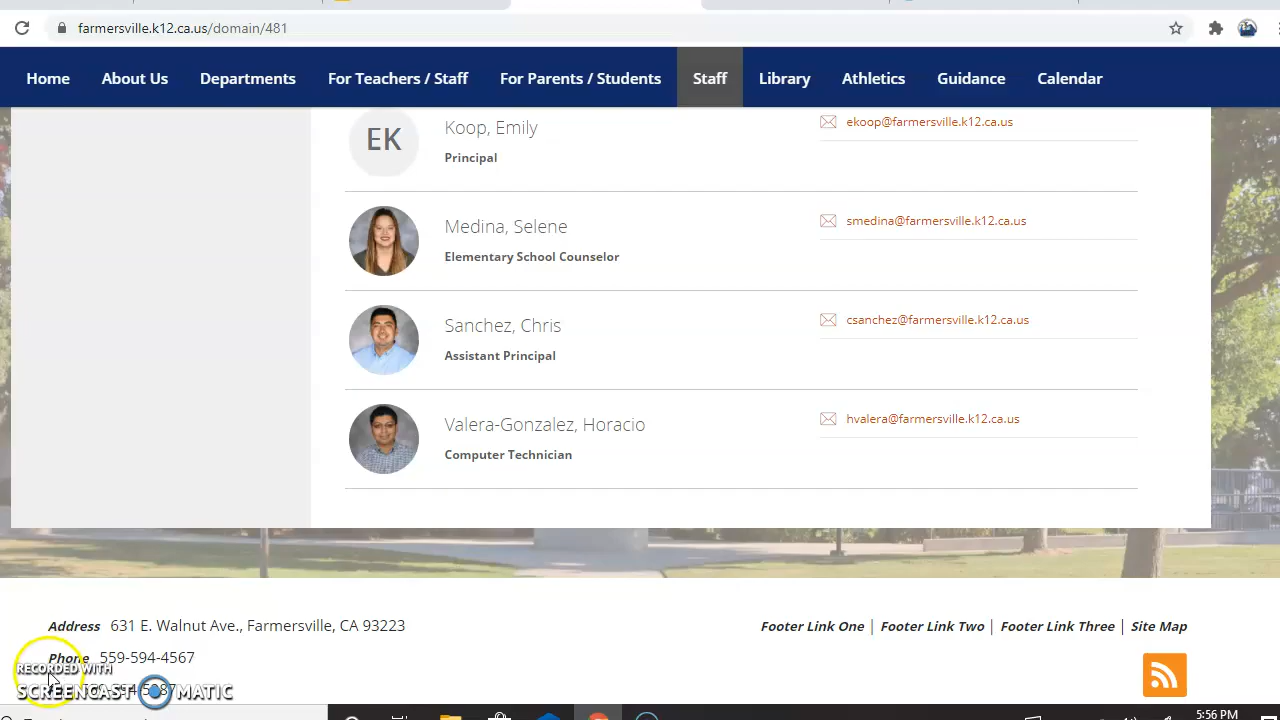 farmersville.k12.ca.us/domain/481
Home About Us Departments For Teachers / Staff For Parents / Students Staff Library Athletics Guidance Calendar
EK
Koop, Emily
Principal
ekoop@farmersville.k12.ca.us
Medina, Selene
Elementary School Counselor
smedina@farmersville.k12.ca.us
Sanchez, Chris
Assistant Principal
csanchez@farmersville.k12.ca.us
Valera-Gonzalez, Horacio
Computer Technician
hvalera@farmersville.k12.ca.us
Address 631 E. Walnut Ave., Farmersville, CA 93223
Footer Link One | Footer Link Two | Footer Link Three | Site Map
Phone 559-594-4567
RECORDED WITH
SCREENCAST MATIC
5:56 PM